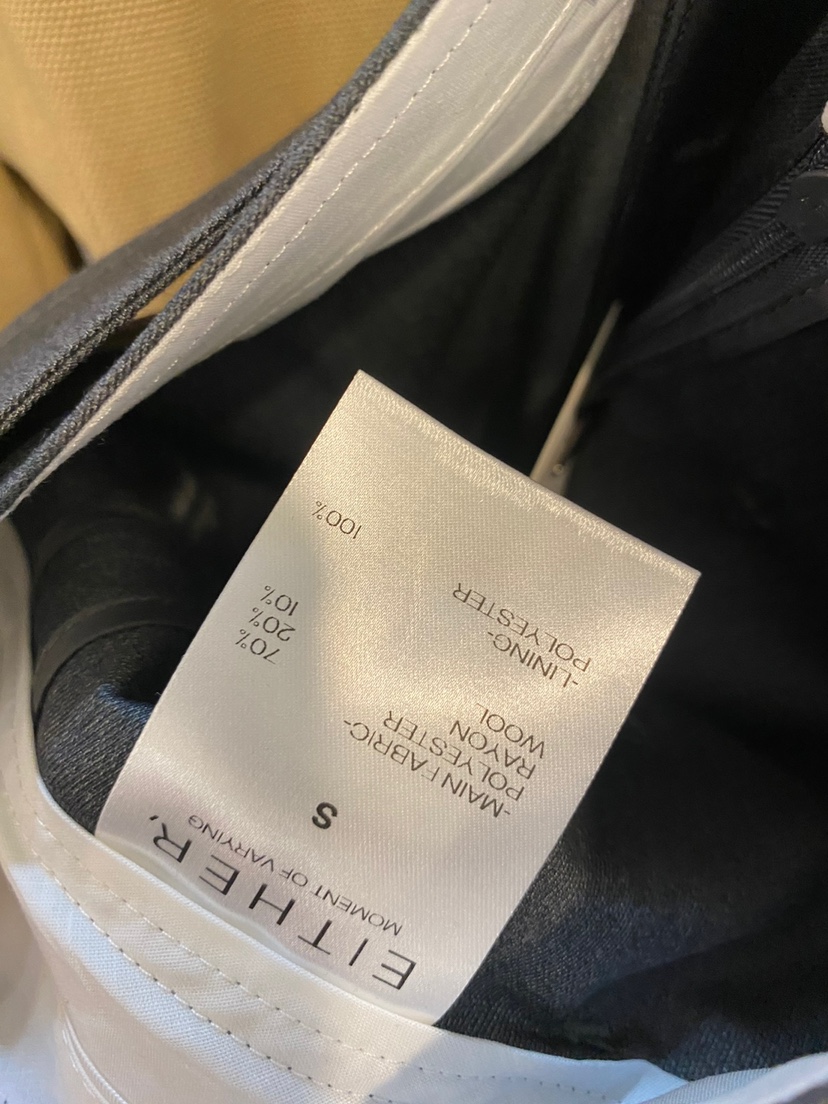 EITHER,
MOMENT OF VARYING
S
-MAIN FABRIC-
POLYESTER 70%
RAYON 20%
WOOL 10%
-LINING-
POLYESTER 100%